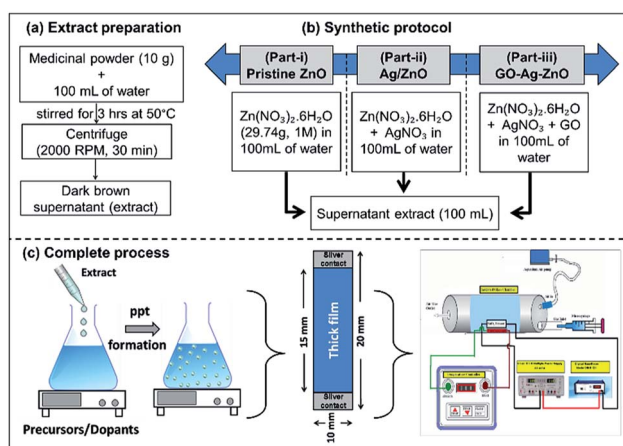 (a) Extract preparation
Medicinal powder (10 g)
+
100 mL of water
stirred for 3 hrs at 50°C
Centrifuge
(2000 RPM, 30 min)
Dark brown
supernatant (extract)
(b) Synthetic protocol
(Part-i)
Pristine ZnO
(Part-ii)
Ag/ZnO
(Part-iii)
GO-Ag-ZnO
Zn(NO₃)₂.6H₂O
(29.74g, 1M) in
100mL of water
Zn(NO₃)₂.6H₂O
+ AgNO₃ in
100mL of water
Zn(NO₃)₂.6H₂O
+ AgNO₃ + GO
in 100mL of
water
Supernatant extract (100 mL)
(c) Complete process
Extract
ppt
formation
Precursors/Dopants
Silver
contact
Thick film
Silver
contact
15 mm
20 mm
10 mm